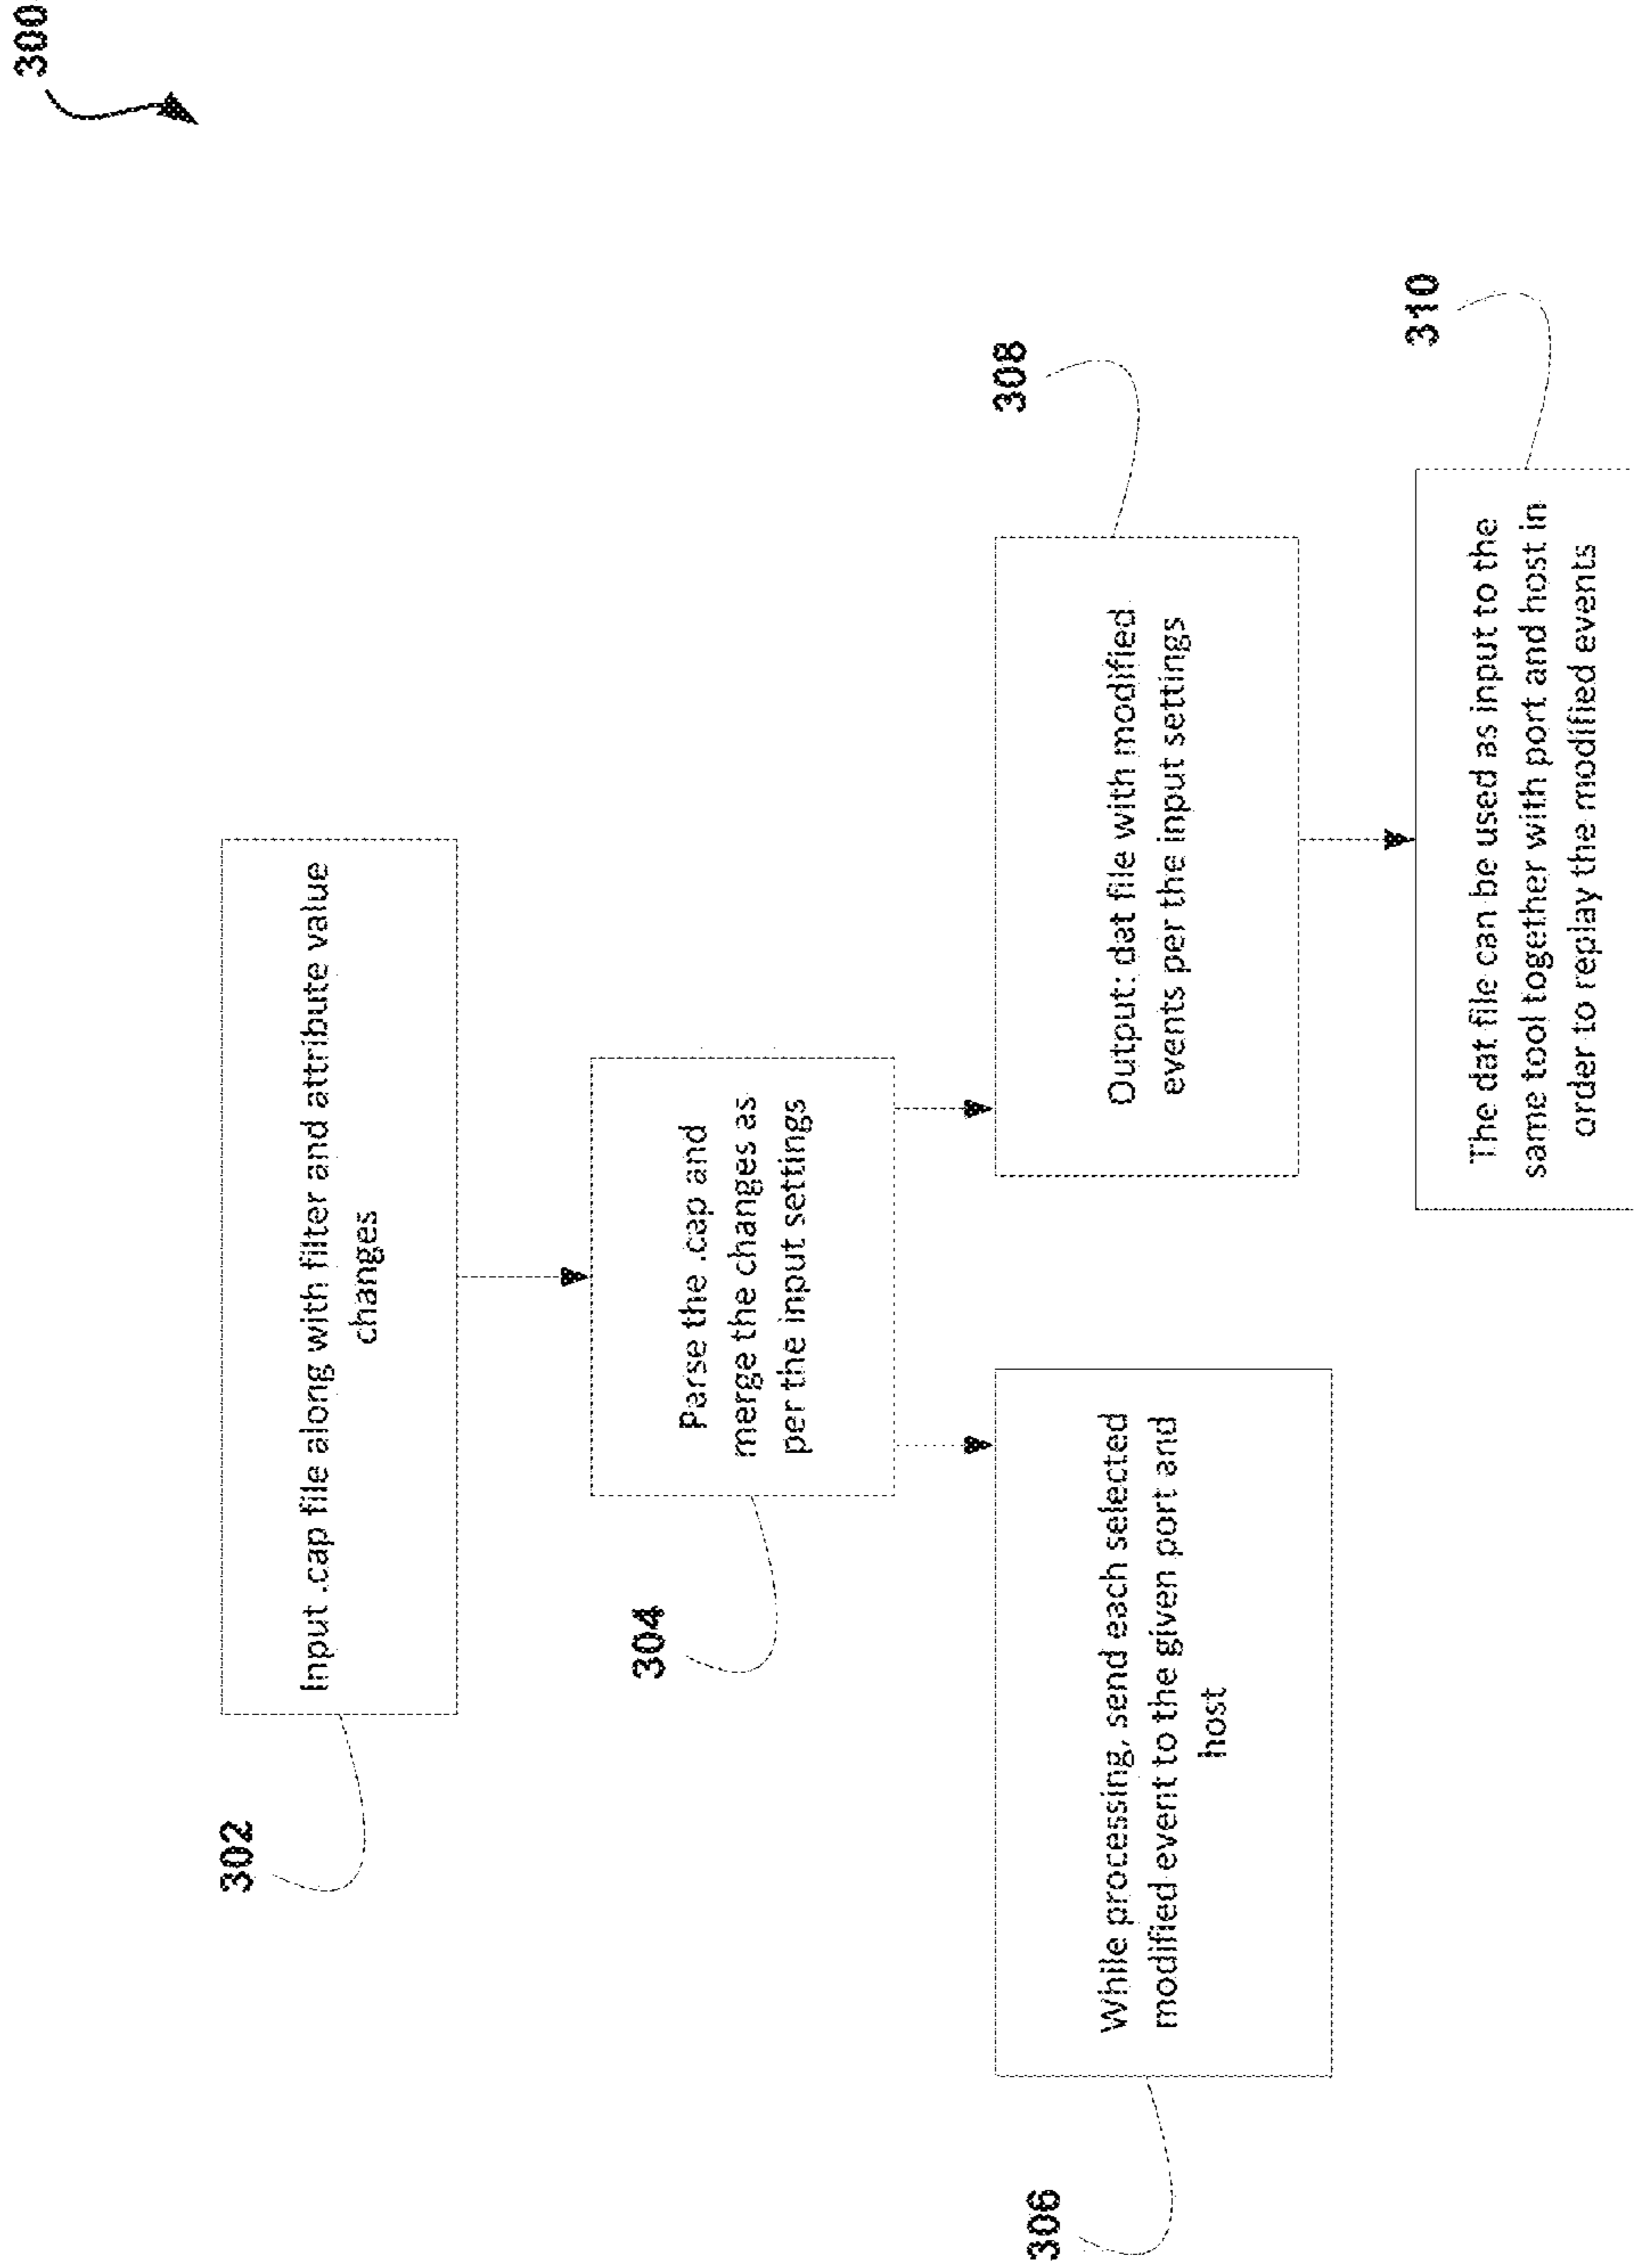 300
302
Input .cap file along with filter and attribute value
changes
304
Parse the .cap and
merge the changes as
per the input settings
306
While processing, send each selected
modified event to the given port and
host
308
Output: dat file with modified
events per the input settings
310
The dat file can be used as input to the
same tool together with port and host in
order to replay the modified events